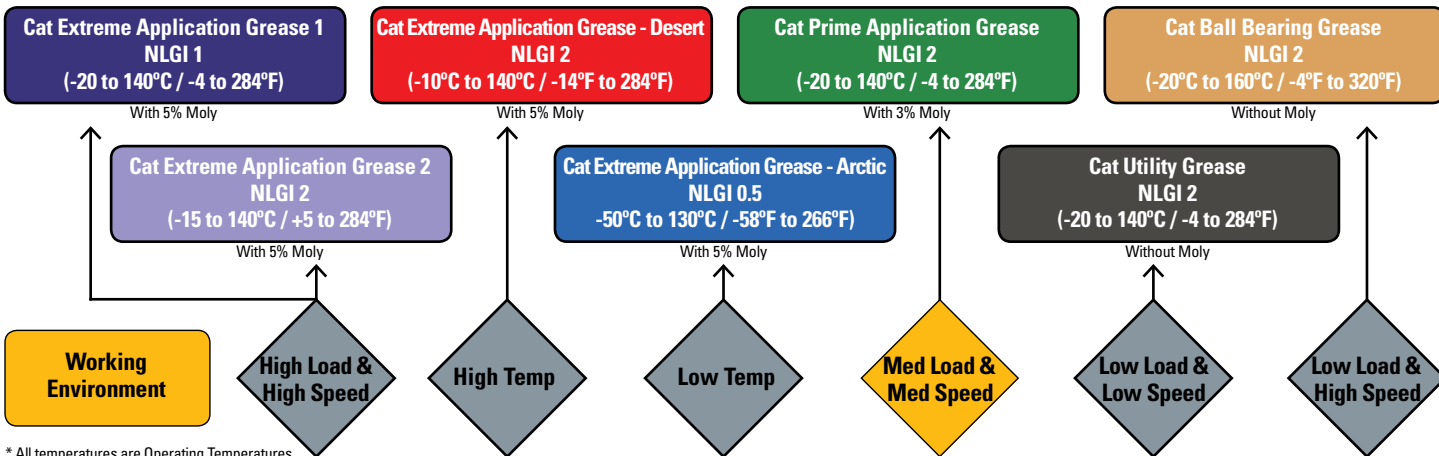 Cat Extreme Application Grease 1
NLGI 1
(-20 to 140ºC / -4 to 284ºF)
With 5% Moly
Cat Extreme Application Grease - Desert
NLGI 2
(-10ºC to 140ºC / -14ºF to 284ºF)
With 5% Moly
Cat Prime Application Grease
NLGI 2
(-20 to 140ºC / -4 to 284ºF)
With 3% Moly
Cat Ball Bearing Grease
NLGI 2
(-20ºC to 160ºC / -4ºF to 320ºF)
Without Moly
Cat Extreme Application Grease 2
NLGI 2
(-15 to 140ºC / +5 to 284ºF)
With 5% Moly
Cat Extreme Application Grease - Arctic
NLGI 0.5
-50ºC to 130ºC / -58ºF to 266ºF)
With 5% Moly
Cat Utility Grease
NLGI 2
(-20 to 140ºC / -4 to 284ºF)
Without Moly
Working
Environment
High Load &
High Speed
High Temp
Low Temp
Med Load &
Med Speed
Low Load &
Low Speed
Low Load &
High Speed
* All temperatures are Operating Temperatures